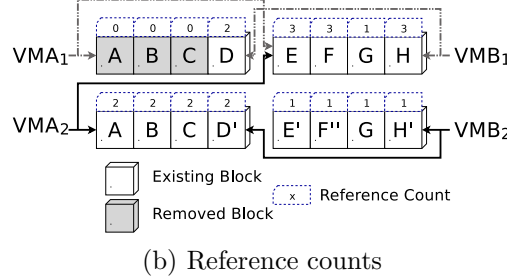 0 0 0 2 3 3 1 3
VMA1 A B C D E F G H VMB1
2 2 2 2 1 1 1 1
VMA2 A B C D' E' F'' G H' VMB2
Existing Block
x Reference Count
Removed Block
(b) Reference counts